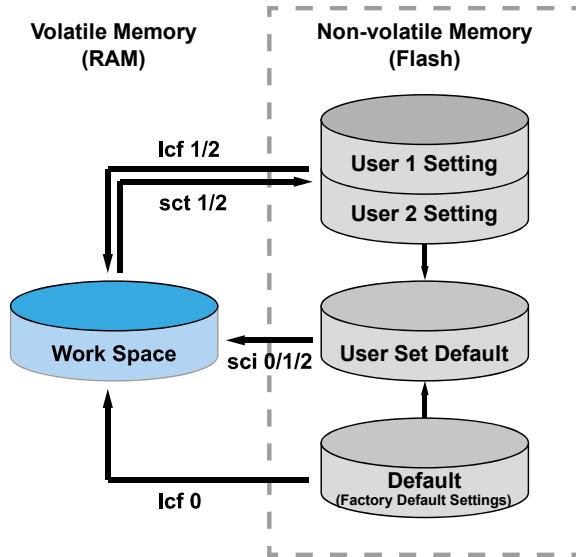 Volatile Memory
(RAM)
Non-volatile Memory
(Flash)
lcf 1/2
sct 1/2
User 1 Setting
User 2 Setting
Work Space
sci 0/1/2
User Set Default
Default
(Factory Default Settings)
lcf 0